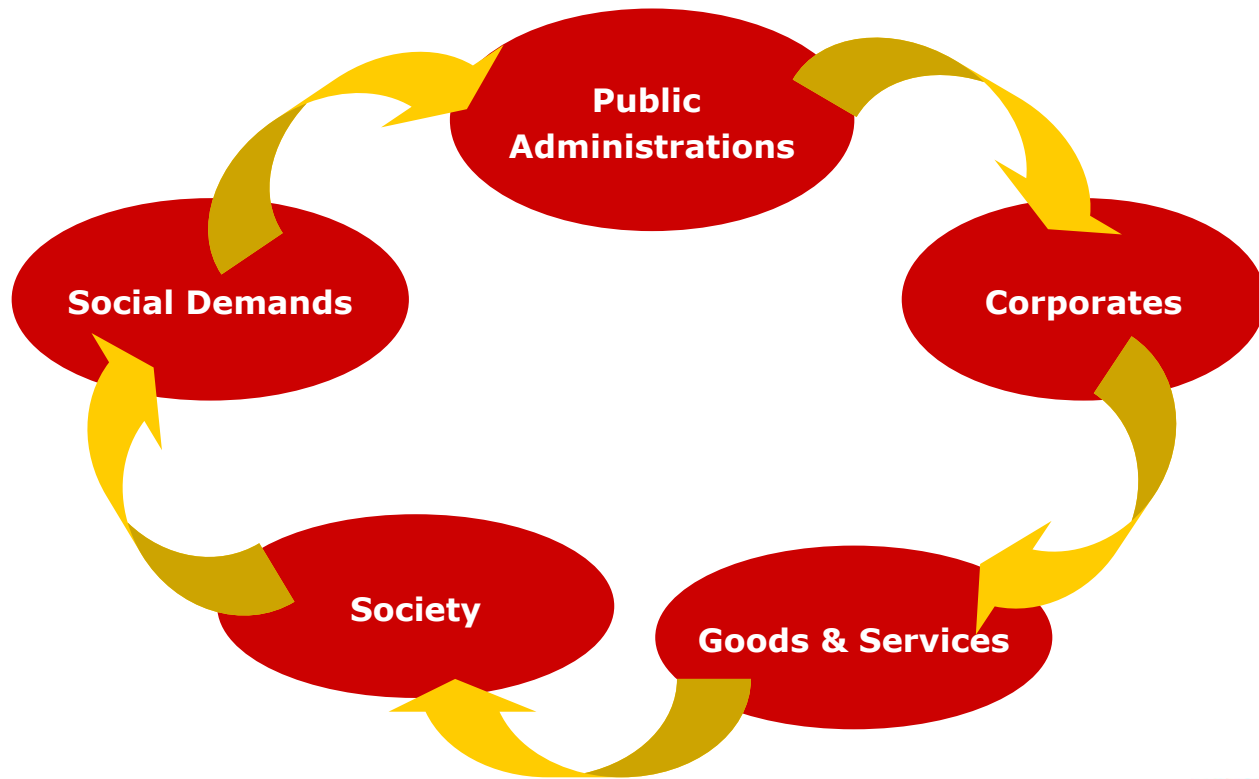 Public
Administrations
Social Demands
Corporates
Society
Goods & Services